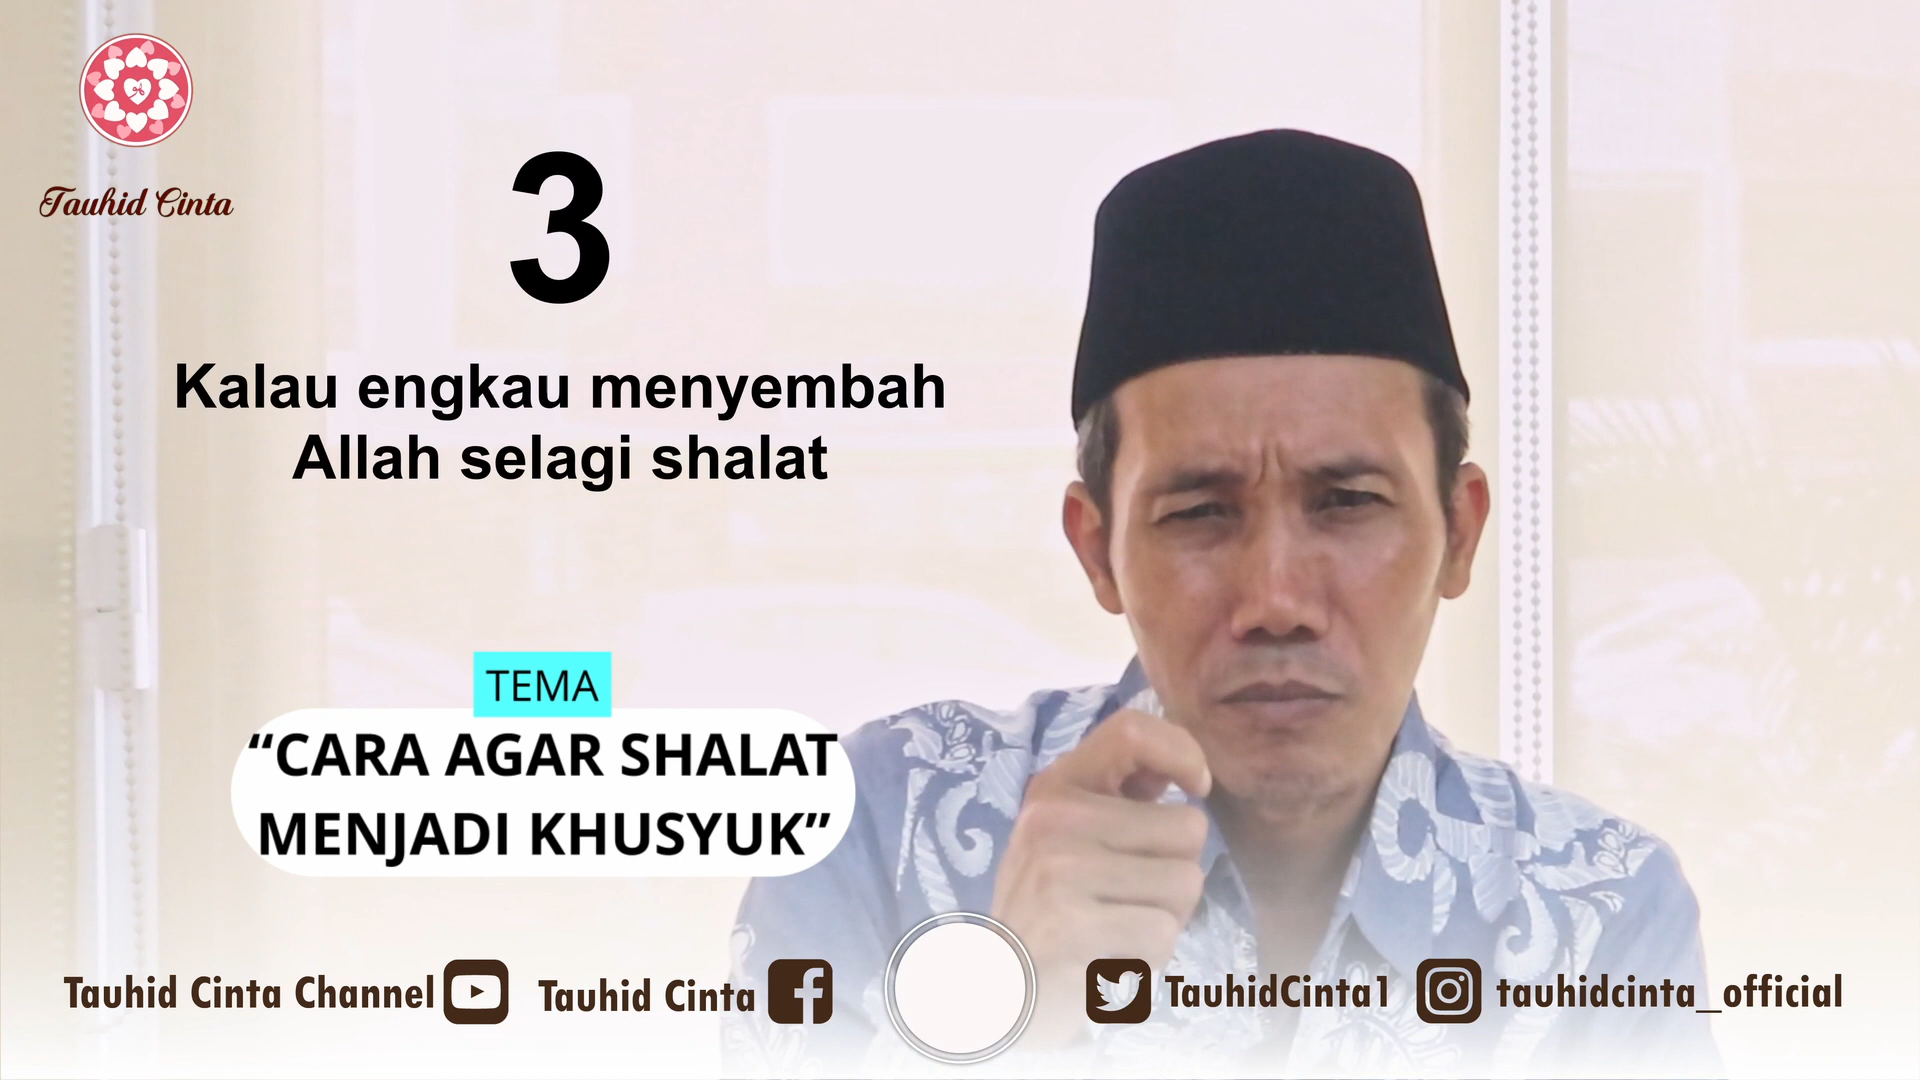 Tauhid Cinta
3
Kalau engkau menyembah
Allah selagi shalat
TEMA
“CARA AGAR SHALAT
MENJADI KHUSYUK”
Tauhid Cinta Channel
Tauhid Cinta
TauhidCinta1
tauhidcinta_official